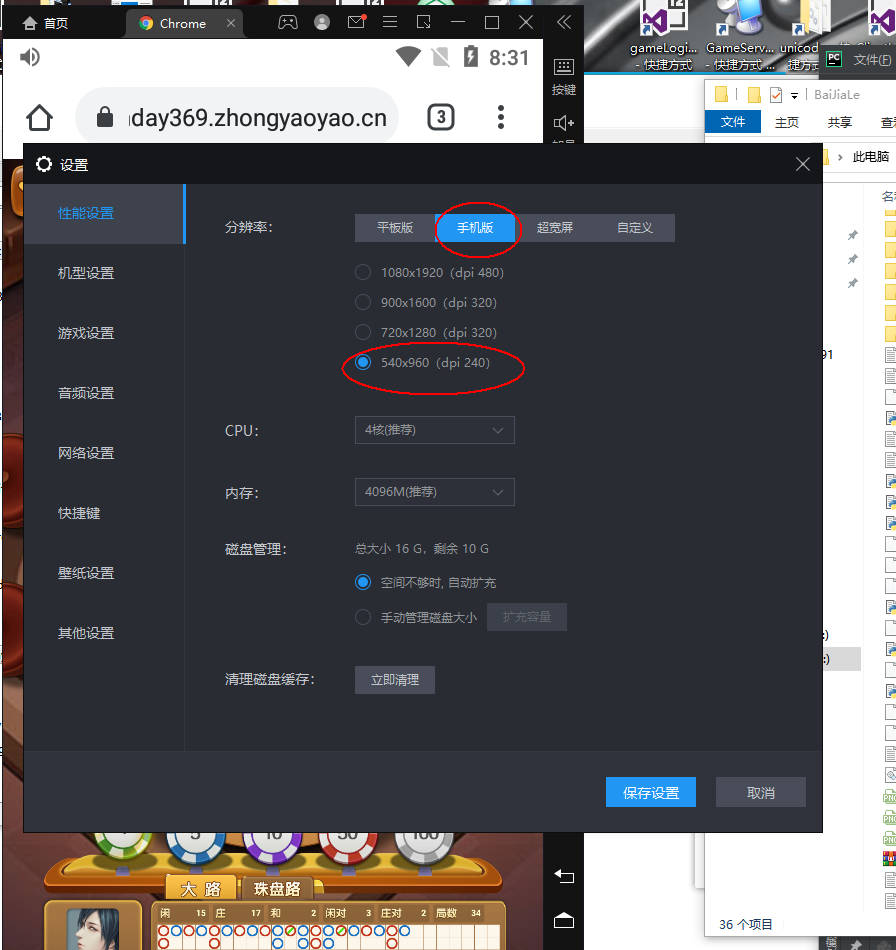 首页
Chrome
8:31
ıday369.zhongyaoyao.cn
3
按键
gameLogi... GameServ... unicod
- 快捷方式 - 快捷方式 ... 捷方式
PC 文件(F)
BaiJiaLe
文件 主页 共享 查
此电脑
设置
性能设置
机型设置
游戏设置
音频设置
网络设置
快捷键
壁纸设置
其他设置
分辨率：
平板版 手机版 超宽屏 自定义
1080x1920（dpi 480）
900x1600（dpi 320）
720x1280（dpi 320）
540x960（dpi 240）
CPU： 4核(推荐)
内存： 4096M(推荐)
磁盘管理： 总大小 16 G，剩余 10 G
空间不够时, 自动扩充
手动管理磁盘大小 扩充容量
清理磁盘缓存： 立即清理
保存设置 取消
91
:)
:)
1 5 10 50 100
大 路 珠盘路
闲 15 庄 17 和 2 闲对 3 庄对 2 局数 34
36 个项目